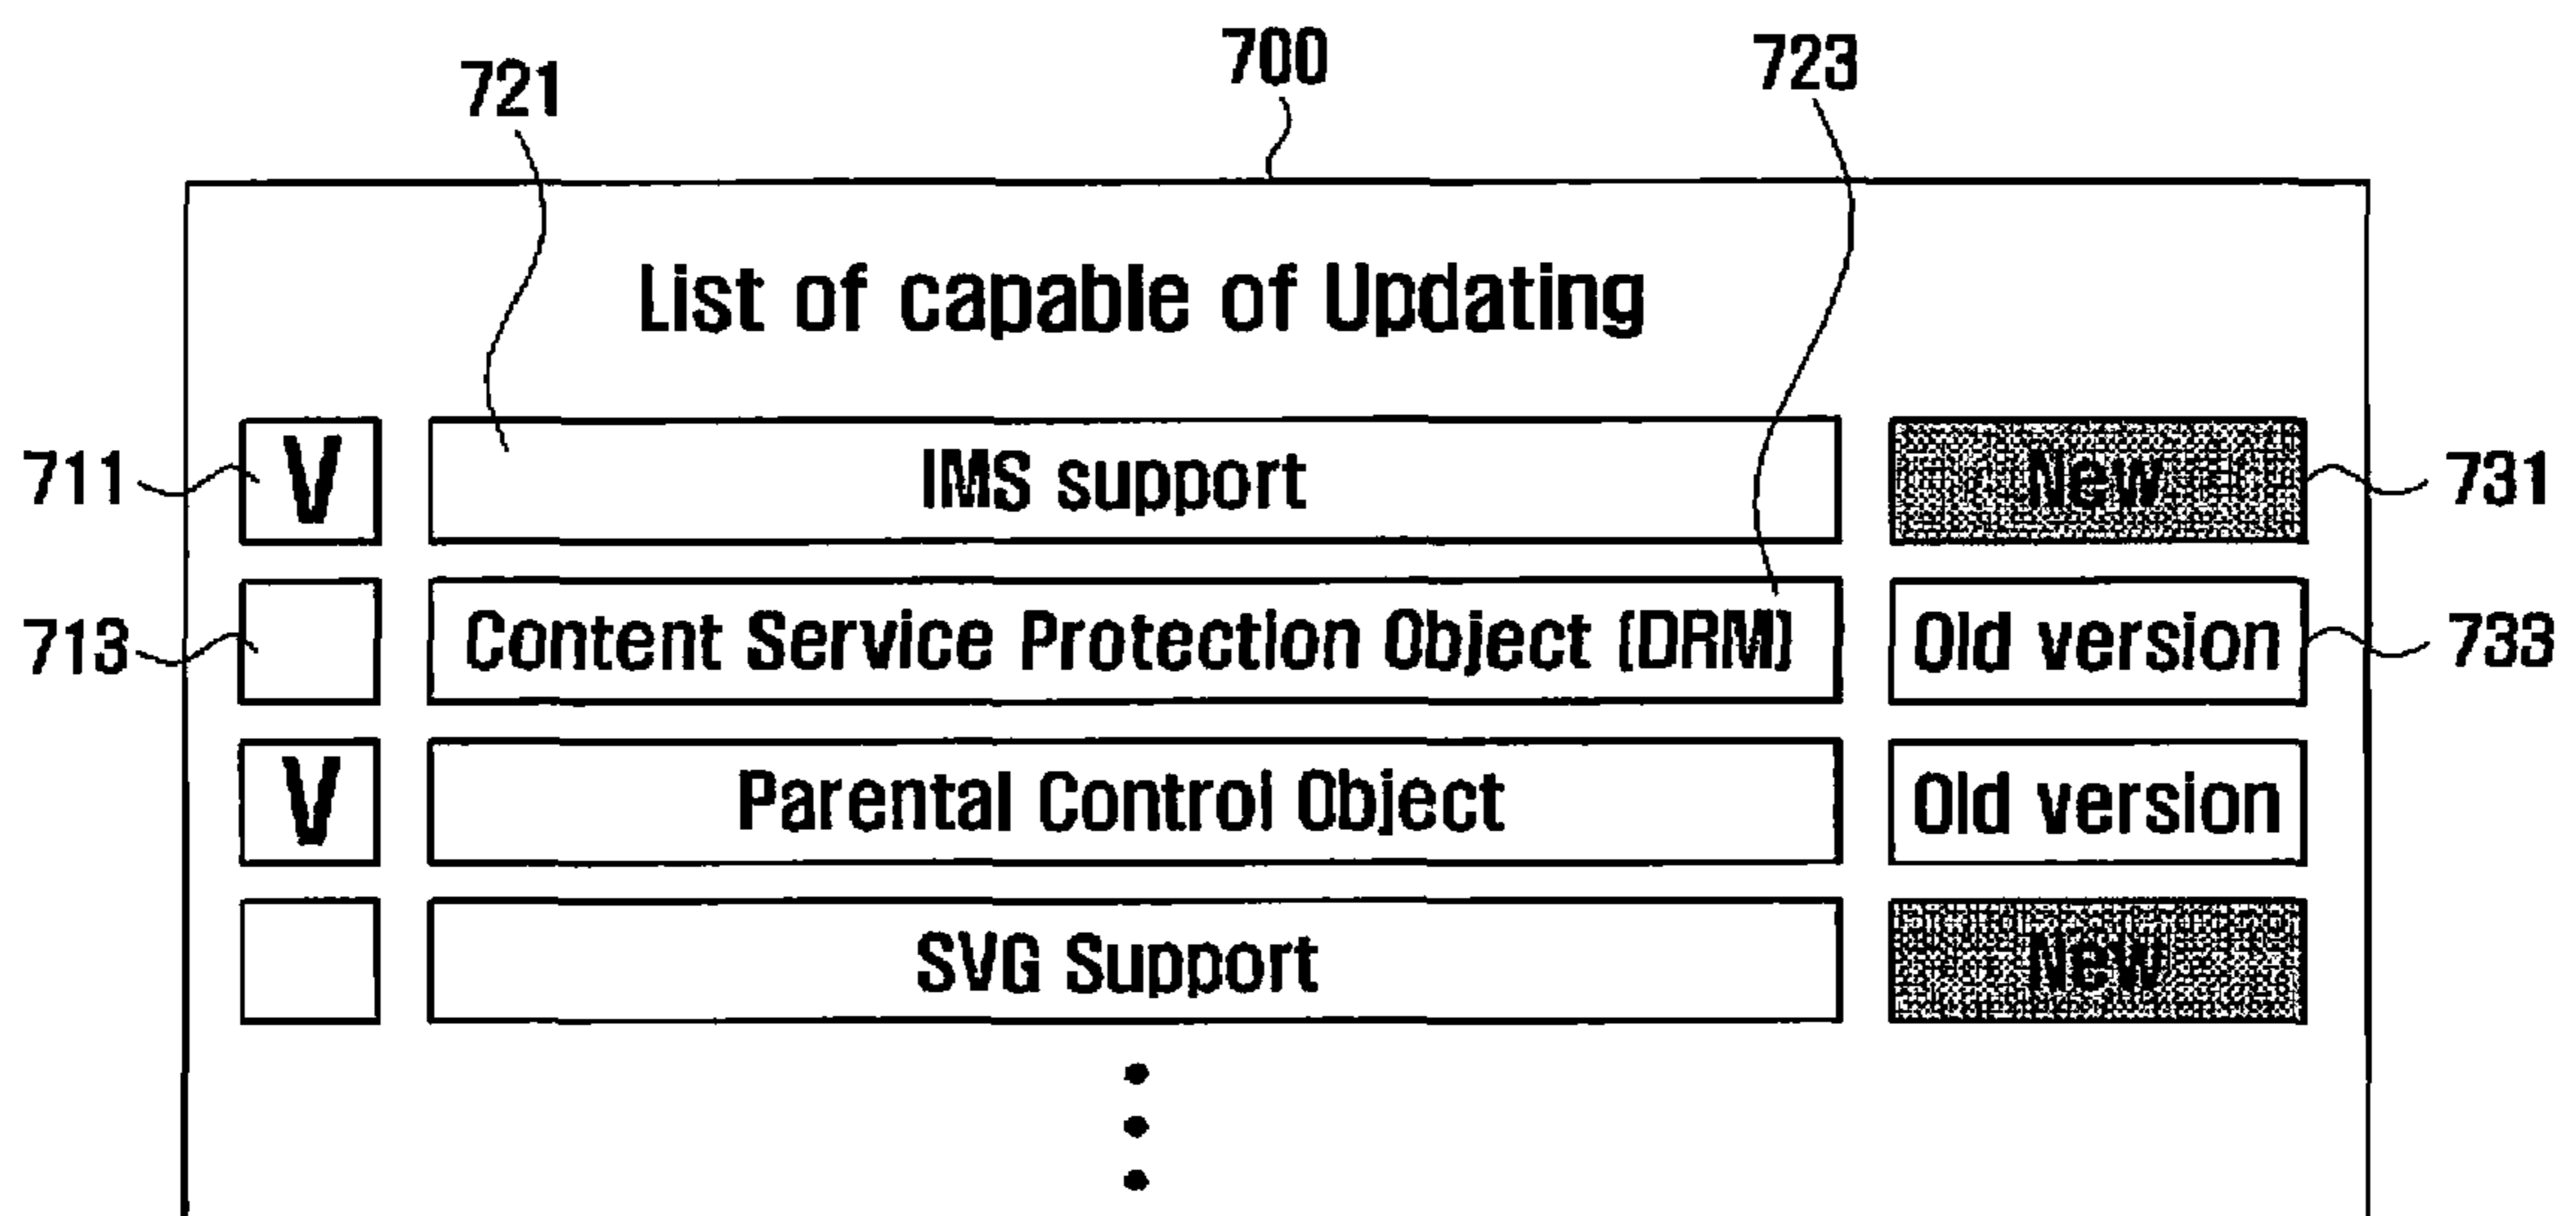 721 700 723
List of capable of Updating
711 V IMS support New 731
713 Content Service Protection Object (DRM) Old version 733
V Parental Control Object Old version
SVG Support New